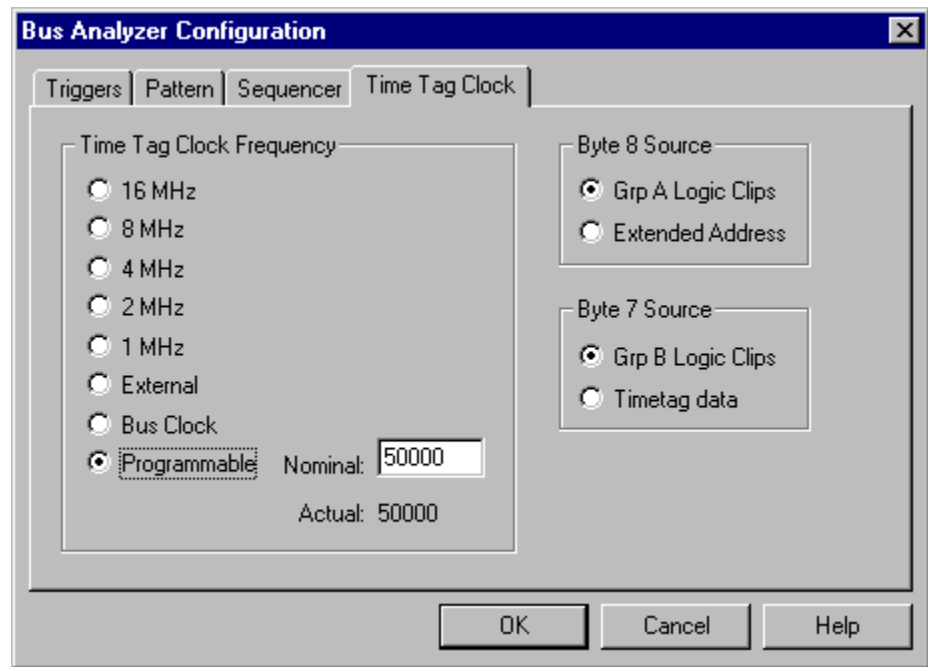 Bus Analyzer Configuration
Triggers Pattern Sequencer Time Tag Clock
Time Tag Clock Frequency
16 MHz
8 MHz
4 MHz
2 MHz
1 MHz
External
Bus Clock
Programmable Nominal: 50000
Actual: 50000
Byte 8 Source
Grp A Logic Clips
Extended Address
Byte 7 Source
Grp B Logic Clips
Timetag data
OK Cancel Help